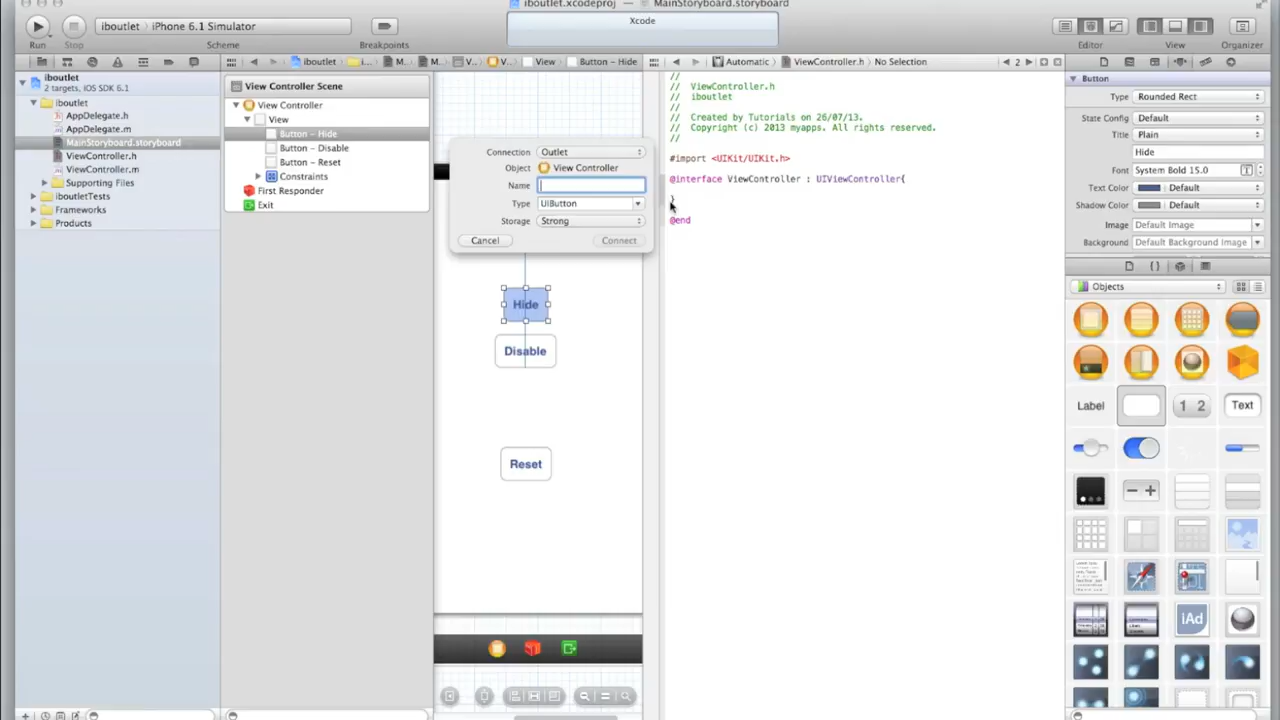 iboutlet.xcodeproj — MainStoryboard.storyboard
iboutlet › iPhone 6.1 Simulator
Xcode
Run Stop Scheme Breakpoints Editor View Organizer
iboutlet › i... › M... › M... › V... › V... › View › Button – Hide
Automatic › ViewController.h › No Selection
2
iboutlet
2 targets, iOS SDK 6.1
iboutlet
AppDelegate.h
AppDelegate.m
MainStoryboard.storyboard
ViewController.h
ViewController.m
Supporting Files
iboutletTests
Frameworks
Products
View Controller Scene
View Controller
View
Button – Hide
Button – Disable
Button – Reset
Constraints
First Responder
Exit
Connection Outlet
Object View Controller
Name
Type UIButton
Storage Strong
Cancel Connect
Hide
Disable
Reset
//
// ViewController.h
// iboutlet
//
// Created by Tutorials on 26/07/13.
// Copyright (c) 2013 myapps. All rights reserved.
//
#import <UIKit/UIKit.h>
@interface ViewController : UIViewController{
}
@end
Button
Type Rounded Rect
State Config Default
Title Plain
Hide
Font System Bold 15.0
Text Color Default
Shadow Color Default
Image Default Image
Background Default Background Image
Objects
Label 1 2 Text
iAd